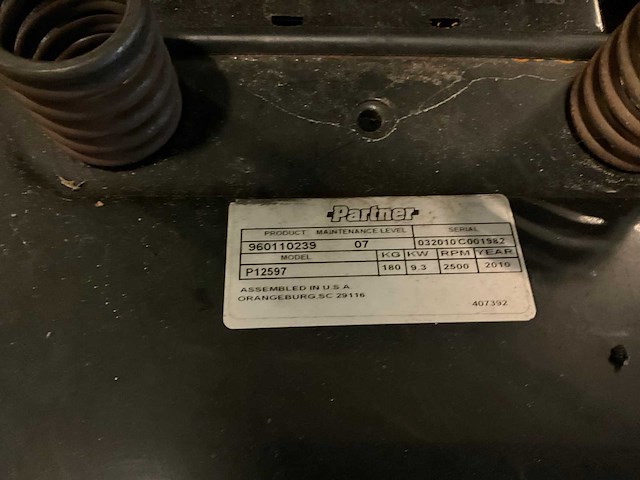 Partner
PRODUCT MAINTENANCE LEVEL SERIAL
960110239 07 032010C001982
MODEL KG KW RPM YEAR
P12597 180 9.3 2500 2010
ASSEMBLED IN U.S.A.
ORANGEBURG,SC 29116
407392